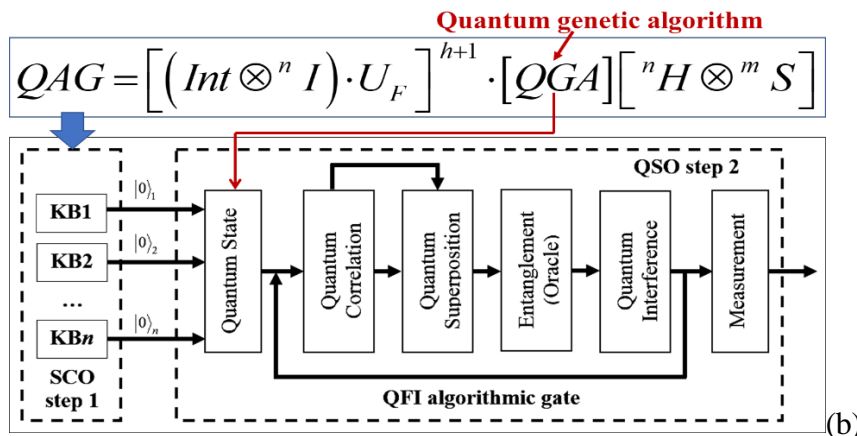 Quantum genetic algorithm
QAG = [(Int ⊗ ⁿI) · U_F]^{h+1} · [QGA][ⁿH ⊗ ᵐS]
QSO step 2
KB1
|0⟩₁
KB2
|0⟩₂
...
KBn
|0⟩ₙ
SCO
step 1
Quantum State
Quantum
Correlation
Quantum
Superposition
Entanglement
(Oracle)
Quantum
Interference
Measurement
QFI algorithmic gate
(b)